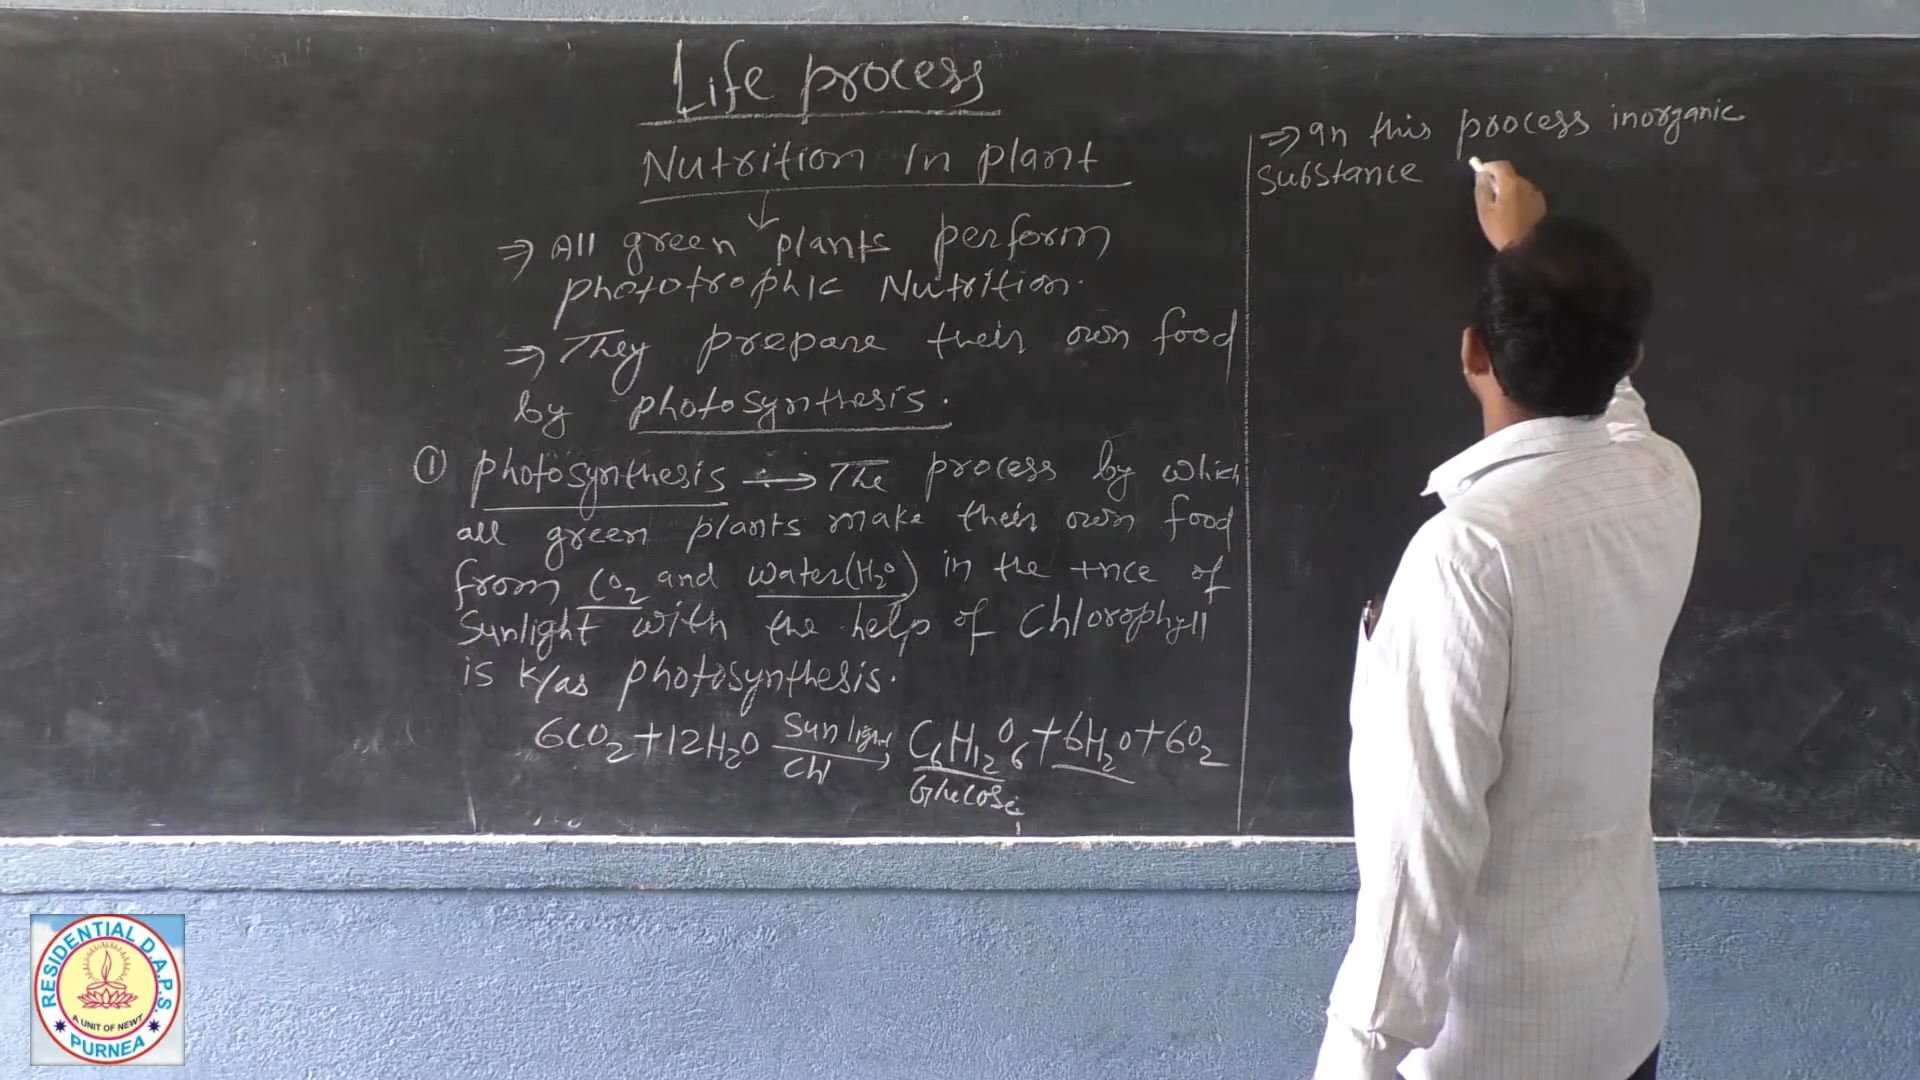 Life process
Nutrition in plant
⇒ All green plants perform
phototrophic Nutrition.
⇒ They prepare their own food
by photosynthesis.
① photosynthesis ÷→ The process by which
all green plants make their own food
from CO2 and water(H2O) in the +nce of
Sunlight with the help of Chlorophyll
is k/as photosynthesis.
6CO2+12H2O Sunlight
Chl → C6H12O6+6H2O+6O2
Glucose
⇒ In this process inorganic
substance
RESIDENTIAL D.A.P.S.
A UNIT OF NEWT
PURNEA